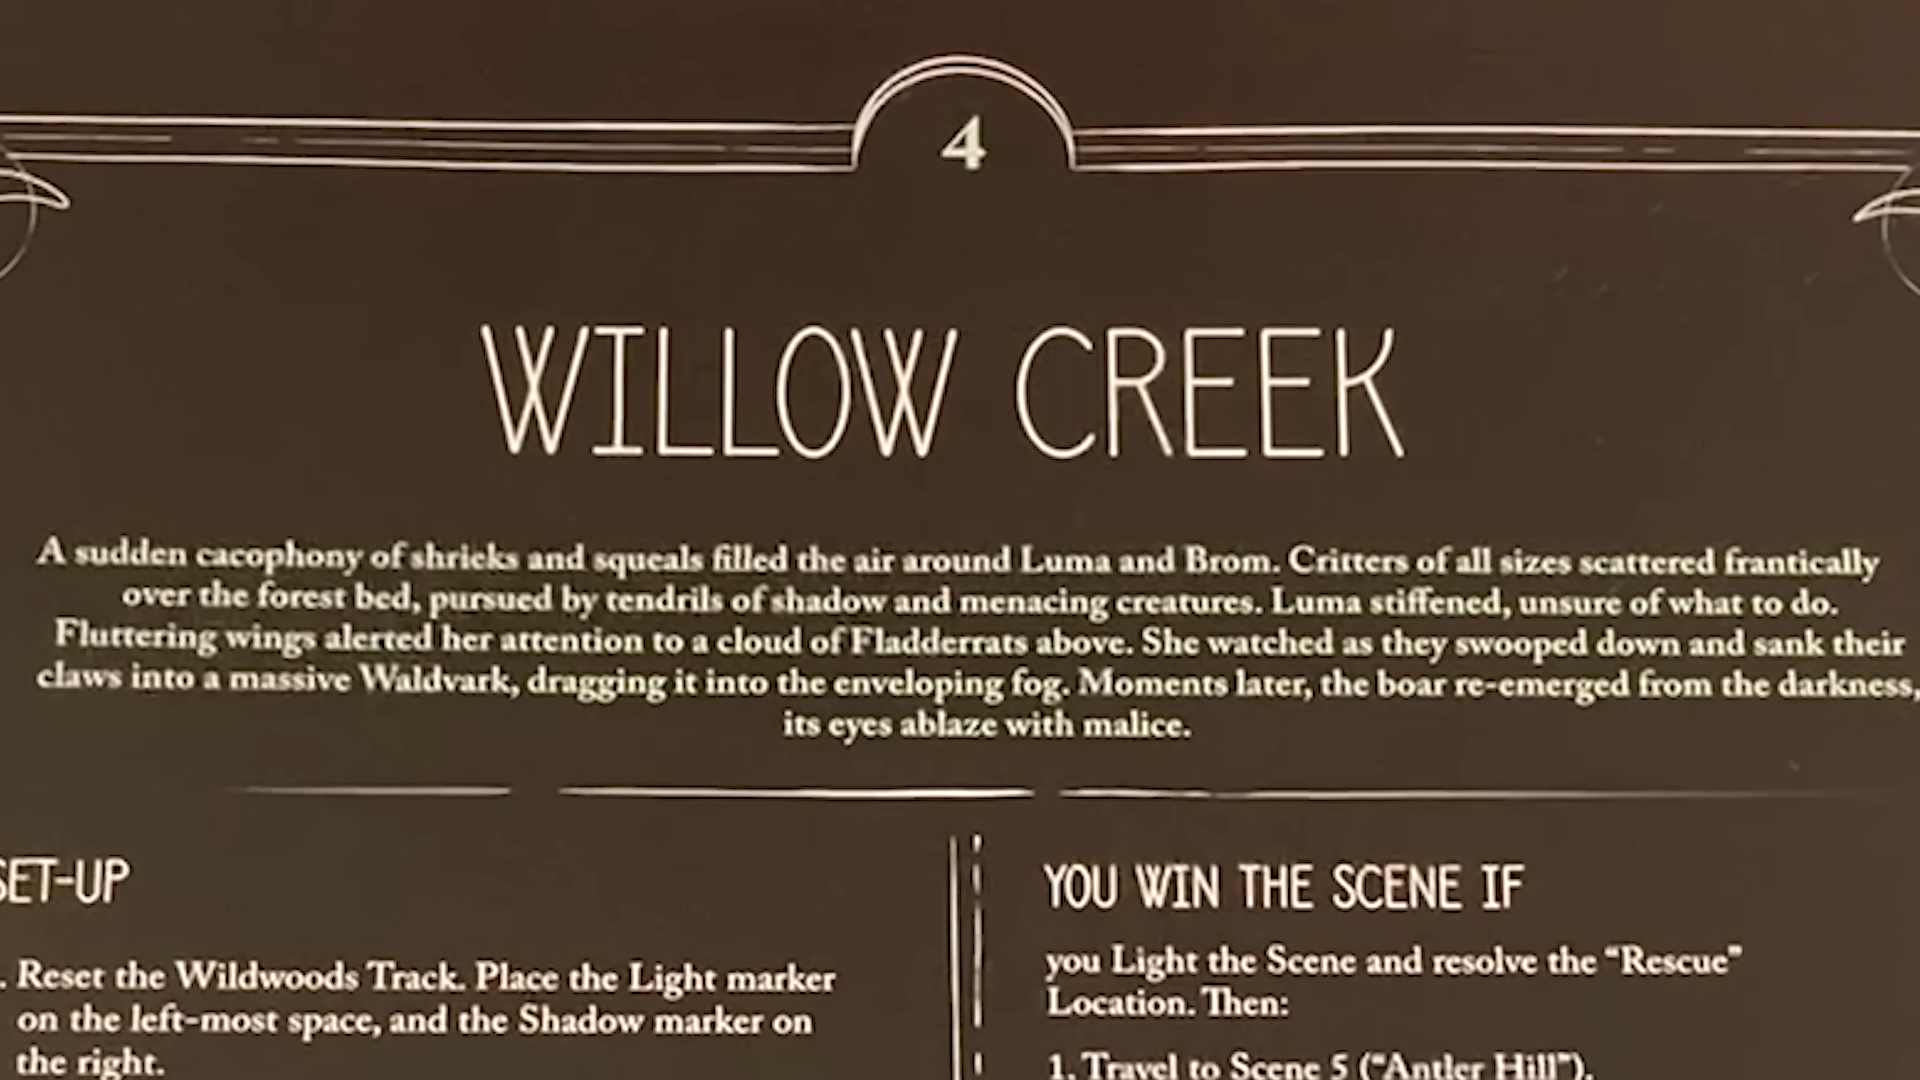 4
WILLOW CREEK
A sudden cacophony of shrieks and squeals filled the air around Luma and Brom. Critters of all sizes scattered frantically
over the forest bed, pursued by tendrils of shadow and menacing creatures. Luma stiffened, unsure of what to do.
Fluttering wings alerted her attention to a cloud of Fladderrats above. She watched as they swooped down and sank their
claws into a massive Waldvark, dragging it into the enveloping fog. Moments later, the boar re-emerged from the darkness,
its eyes ablaze with malice.
SET-UP
. Reset the Wildwoods Track. Place the Light marker
on the left-most space, and the Shadow marker on
the right.
YOU WIN THE SCENE IF
you Light the Scene and resolve the “Rescue”
Location. Then:
1. Travel to Scene 5 (“Antler Hill”).